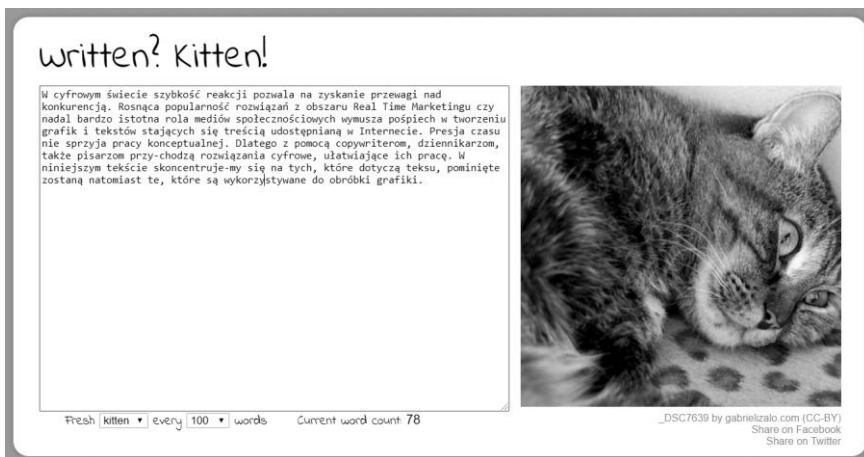 written? Kitten!
W cyfrowym świecie szybkość reakcji pozwala na zyskanie przewagi nad
konkurencją. Rosnąca popularność rozwiązań z obszaru Real Time Marketingu czy
nadal bardzo istotna rola mediów społecznościowych wymusza pośpiech w tworzeniu
grafik i tekstów stających się treścią udostępnianą w Internecie. Presja czasu
nie sprzyja pracy konceptualnej. Dlatego z pomocą copywriterom, dziennikarzom,
także pisarzom przy-chodzą rozwiązania cyfrowe, ułatwiające ich pracę. W
niniejszym tekście skoncentruje-my się na tych, które dotyczą teksu, pominięte
zostaną natomiast te, które są wykorzystywane do obróbki grafiki.
Fresh kitten every 100 words Current word count: 78
_DSC7639 by gabrielizalo.com (CC-BY)
Share on Facebook
Share on Twitter